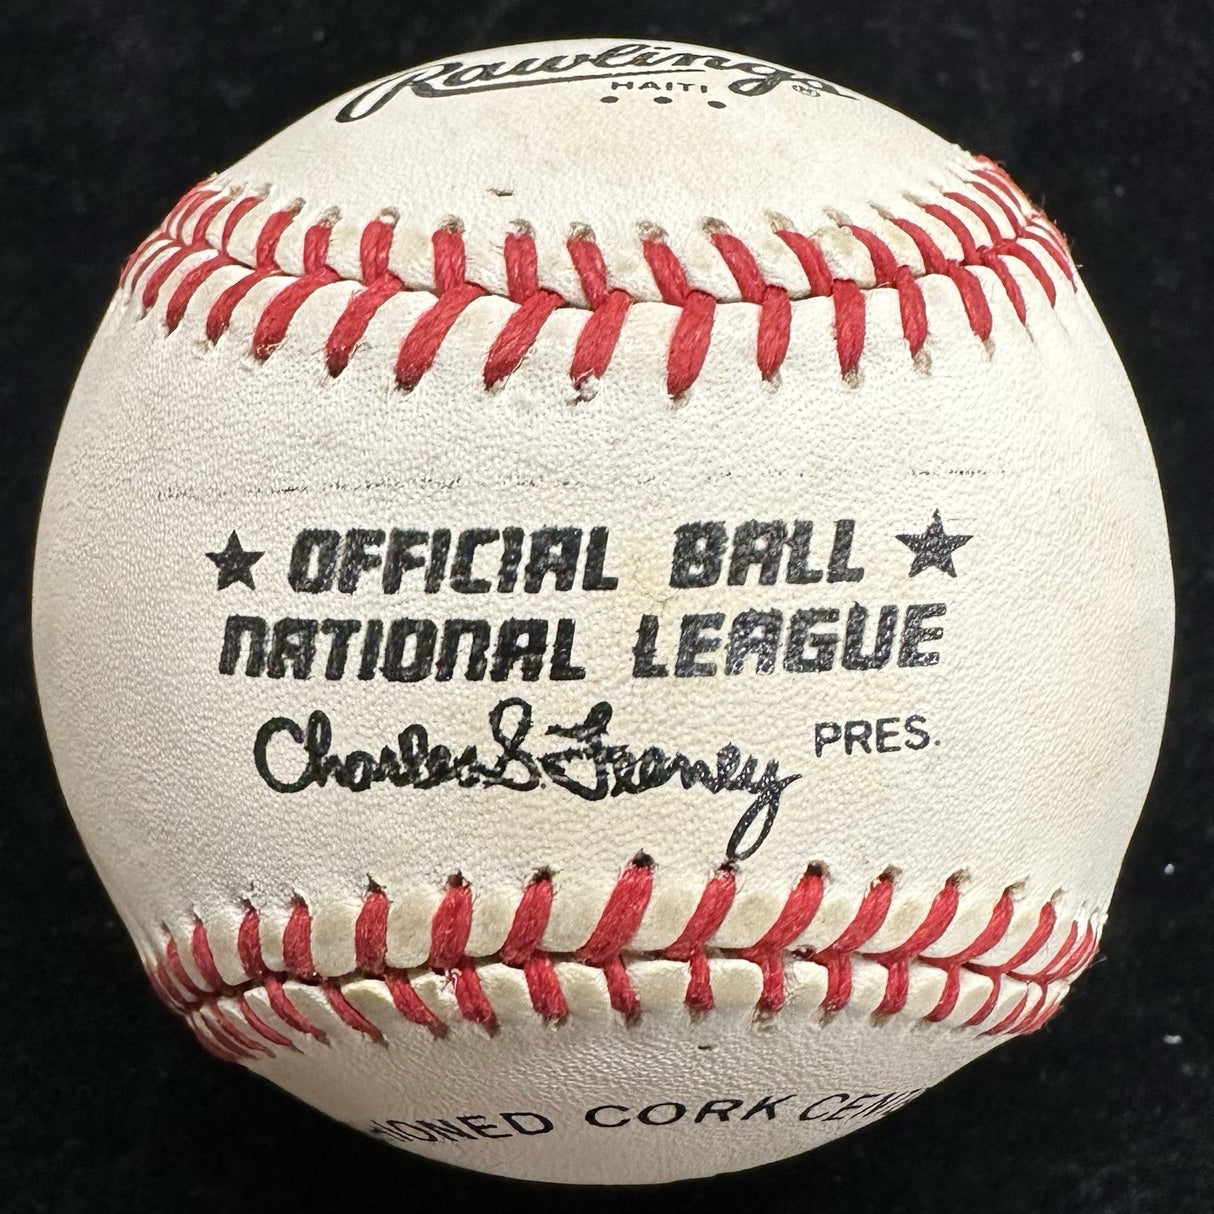 Rawlings ®
HAITI
★ OFFICIAL BALL ★
NATIONAL LEAGUE
Charles S. Feeney PRES.
CORK